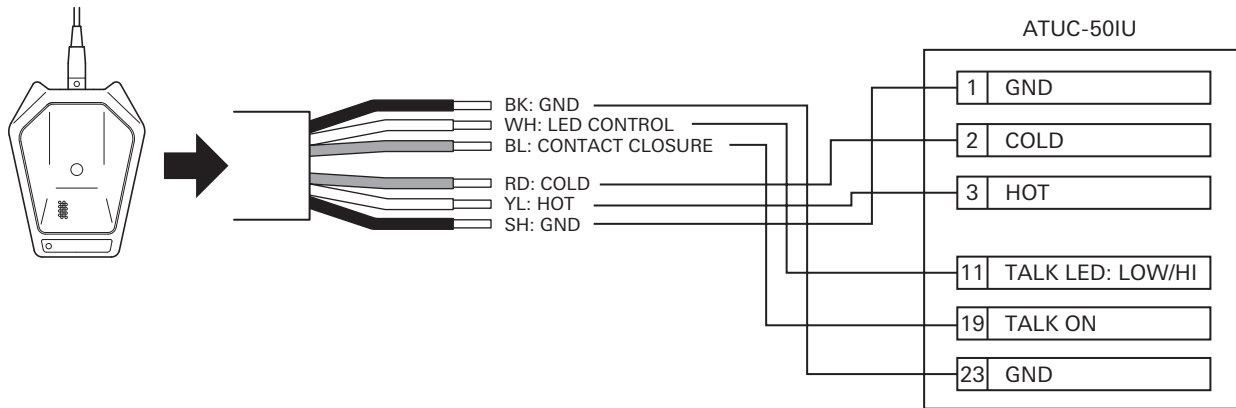 ATUC-50IU
BK: GND
WH: LED CONTROL
BL: CONTACT CLOSURE
RD: COLD
YL: HOT
SH: GND
1 GND
2 COLD
3 HOT
11 TALK LED: LOW/HI
19 TALK ON
23 GND